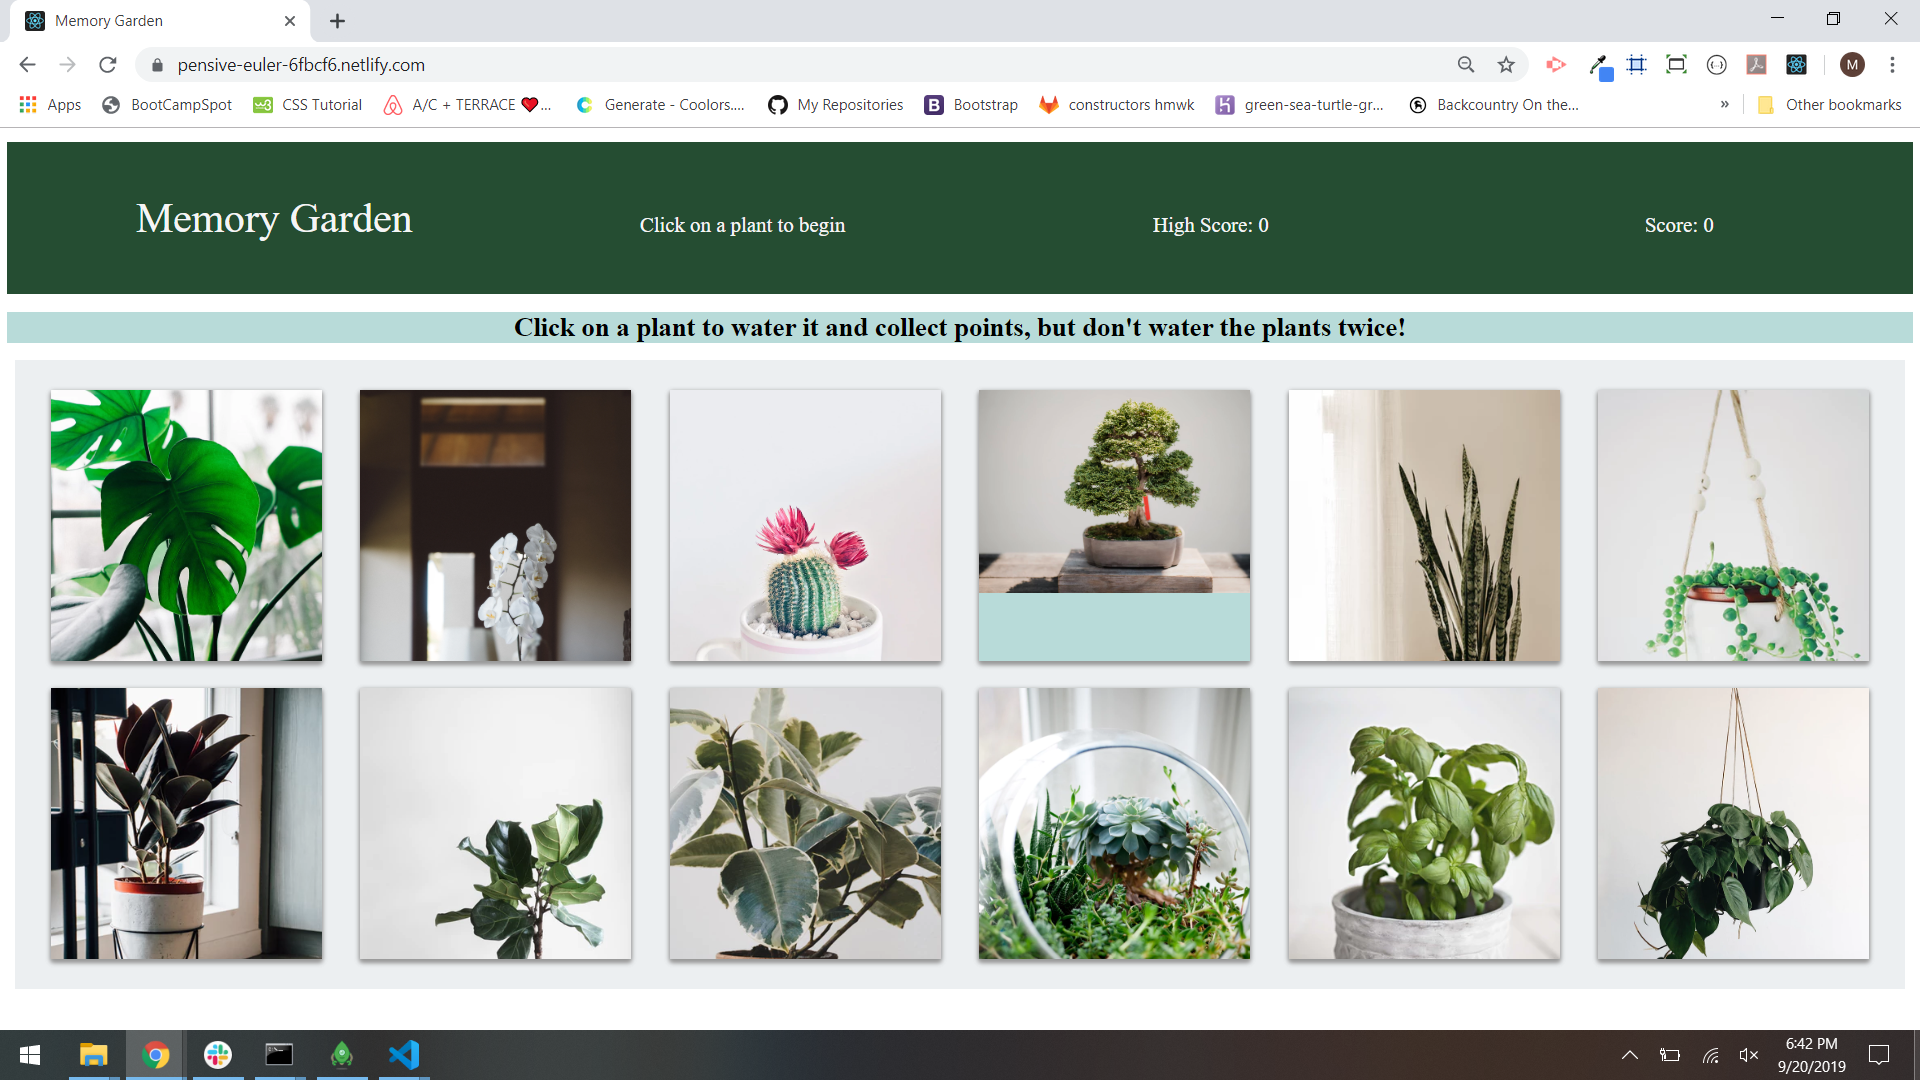 Memory Garden
pensive-euler-6fbcf6.netlify.com
M
Apps BootCampSpot CSS Tutorial A/C + TERRACE ❤... Generate - Coolors.... My Repositories Bootstrap constructors hmwk green-sea-turtle-gr... Backcountry On the... » Other bookmarks
Memory Garden Click on a plant to begin High Score: 0 Score: 0
Click on a plant to water it and collect points, but don't water the plants twice!
6:42 PM
9/20/2019